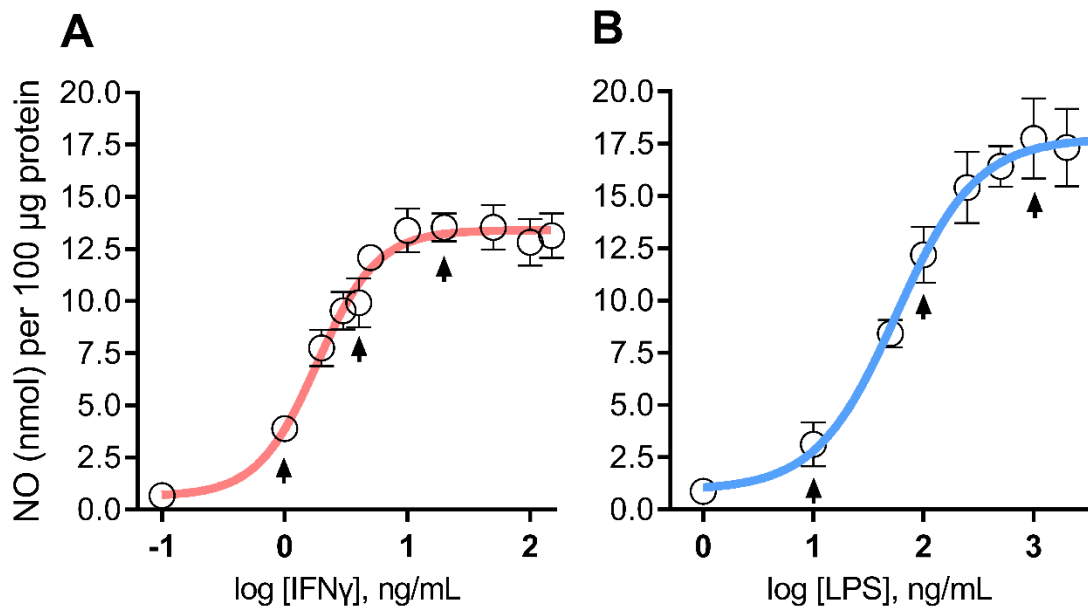 A
NO (nmol) per 100 µg protein
20.0
17.5
15.0
12.5
10.0
7.5
5.0
2.5
0.0
-1 0 1 2
log [IFNγ], ng/mL
B
20.0
17.5
15.0
12.5
10.0
7.5
5.0
2.5
0.0
0 1 2 3
log [LPS], ng/mL